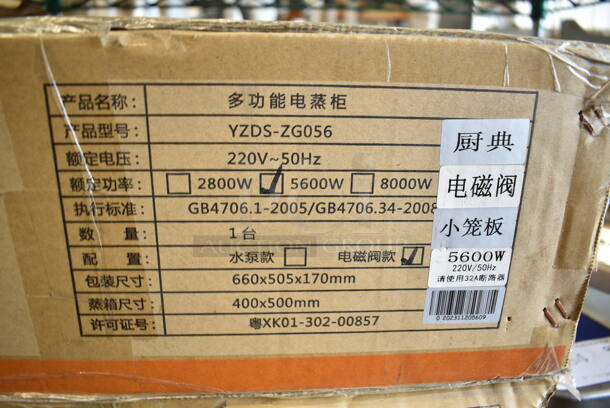 产品名称： 多功能电蒸柜
产品型号： YZDS-ZG056
额定电压： 220V~50Hz
额定功率： 2800W 5600W 8000W
执行标准： GB4706.1-2005/GB4706.34-2008
数 量： 1台
配 置： 水泵款 电磁阀款
包装尺寸： 660x505x170mm
蒸箱尺寸： 400x500mm
许可证号： 粤XK01-302-00857
厨典
电磁阀
小笼板
5600W
220V/50Hz
请使用32A断路器
0 202311205609